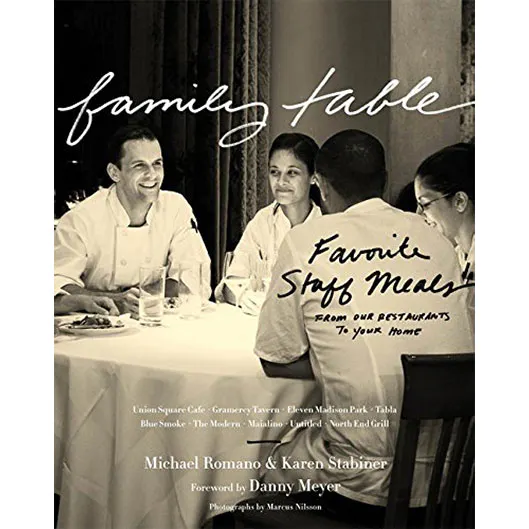 family table
Favorite
Staff Meals
FROM OUR RESTAURANTS
TO YOUR HOME
Union Square Cafe · Gramercy Tavern · Eleven Madison Park · Tabla
Blue Smoke · The Modern · Maialino · Untitled · North End Grill
Michael Romano & Karen Stabiner
Foreword by Danny Meyer
Photographs by Marcus Nilsson